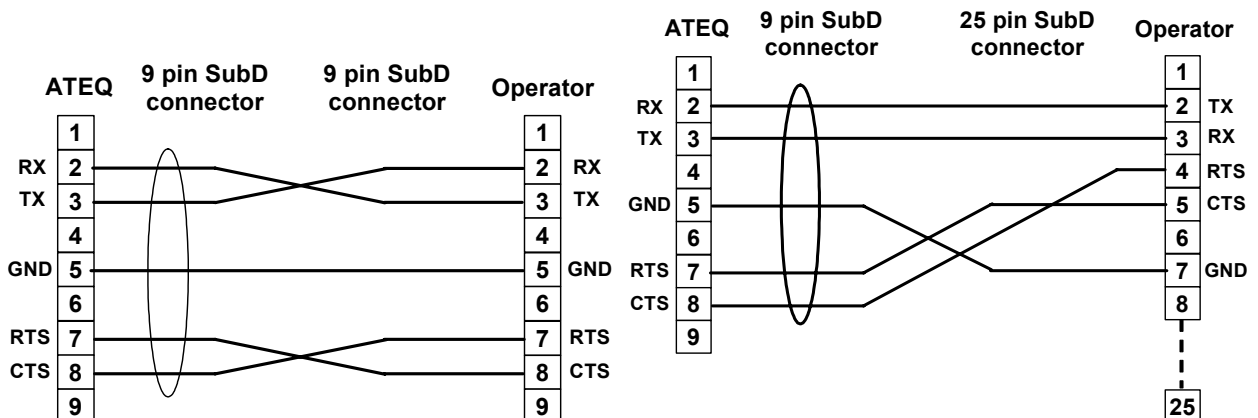 ATEQ
9 pin SubD
connector
9 pin SubD
connector
Operator
1
1
RX 2
2 RX
TX 3
3 TX
4
4
GND 5
5 GND
6
6
RTS 7
7 RTS
CTS 8
8 CTS
9
9
ATEQ
9 pin SubD
connector
25 pin SubD
connector
Operator
1
1
RX 2
2 TX
TX 3
3 RX
4
4 RTS
GND 5
5 CTS
6
6
RTS 7
7 GND
CTS 8
8
9
25